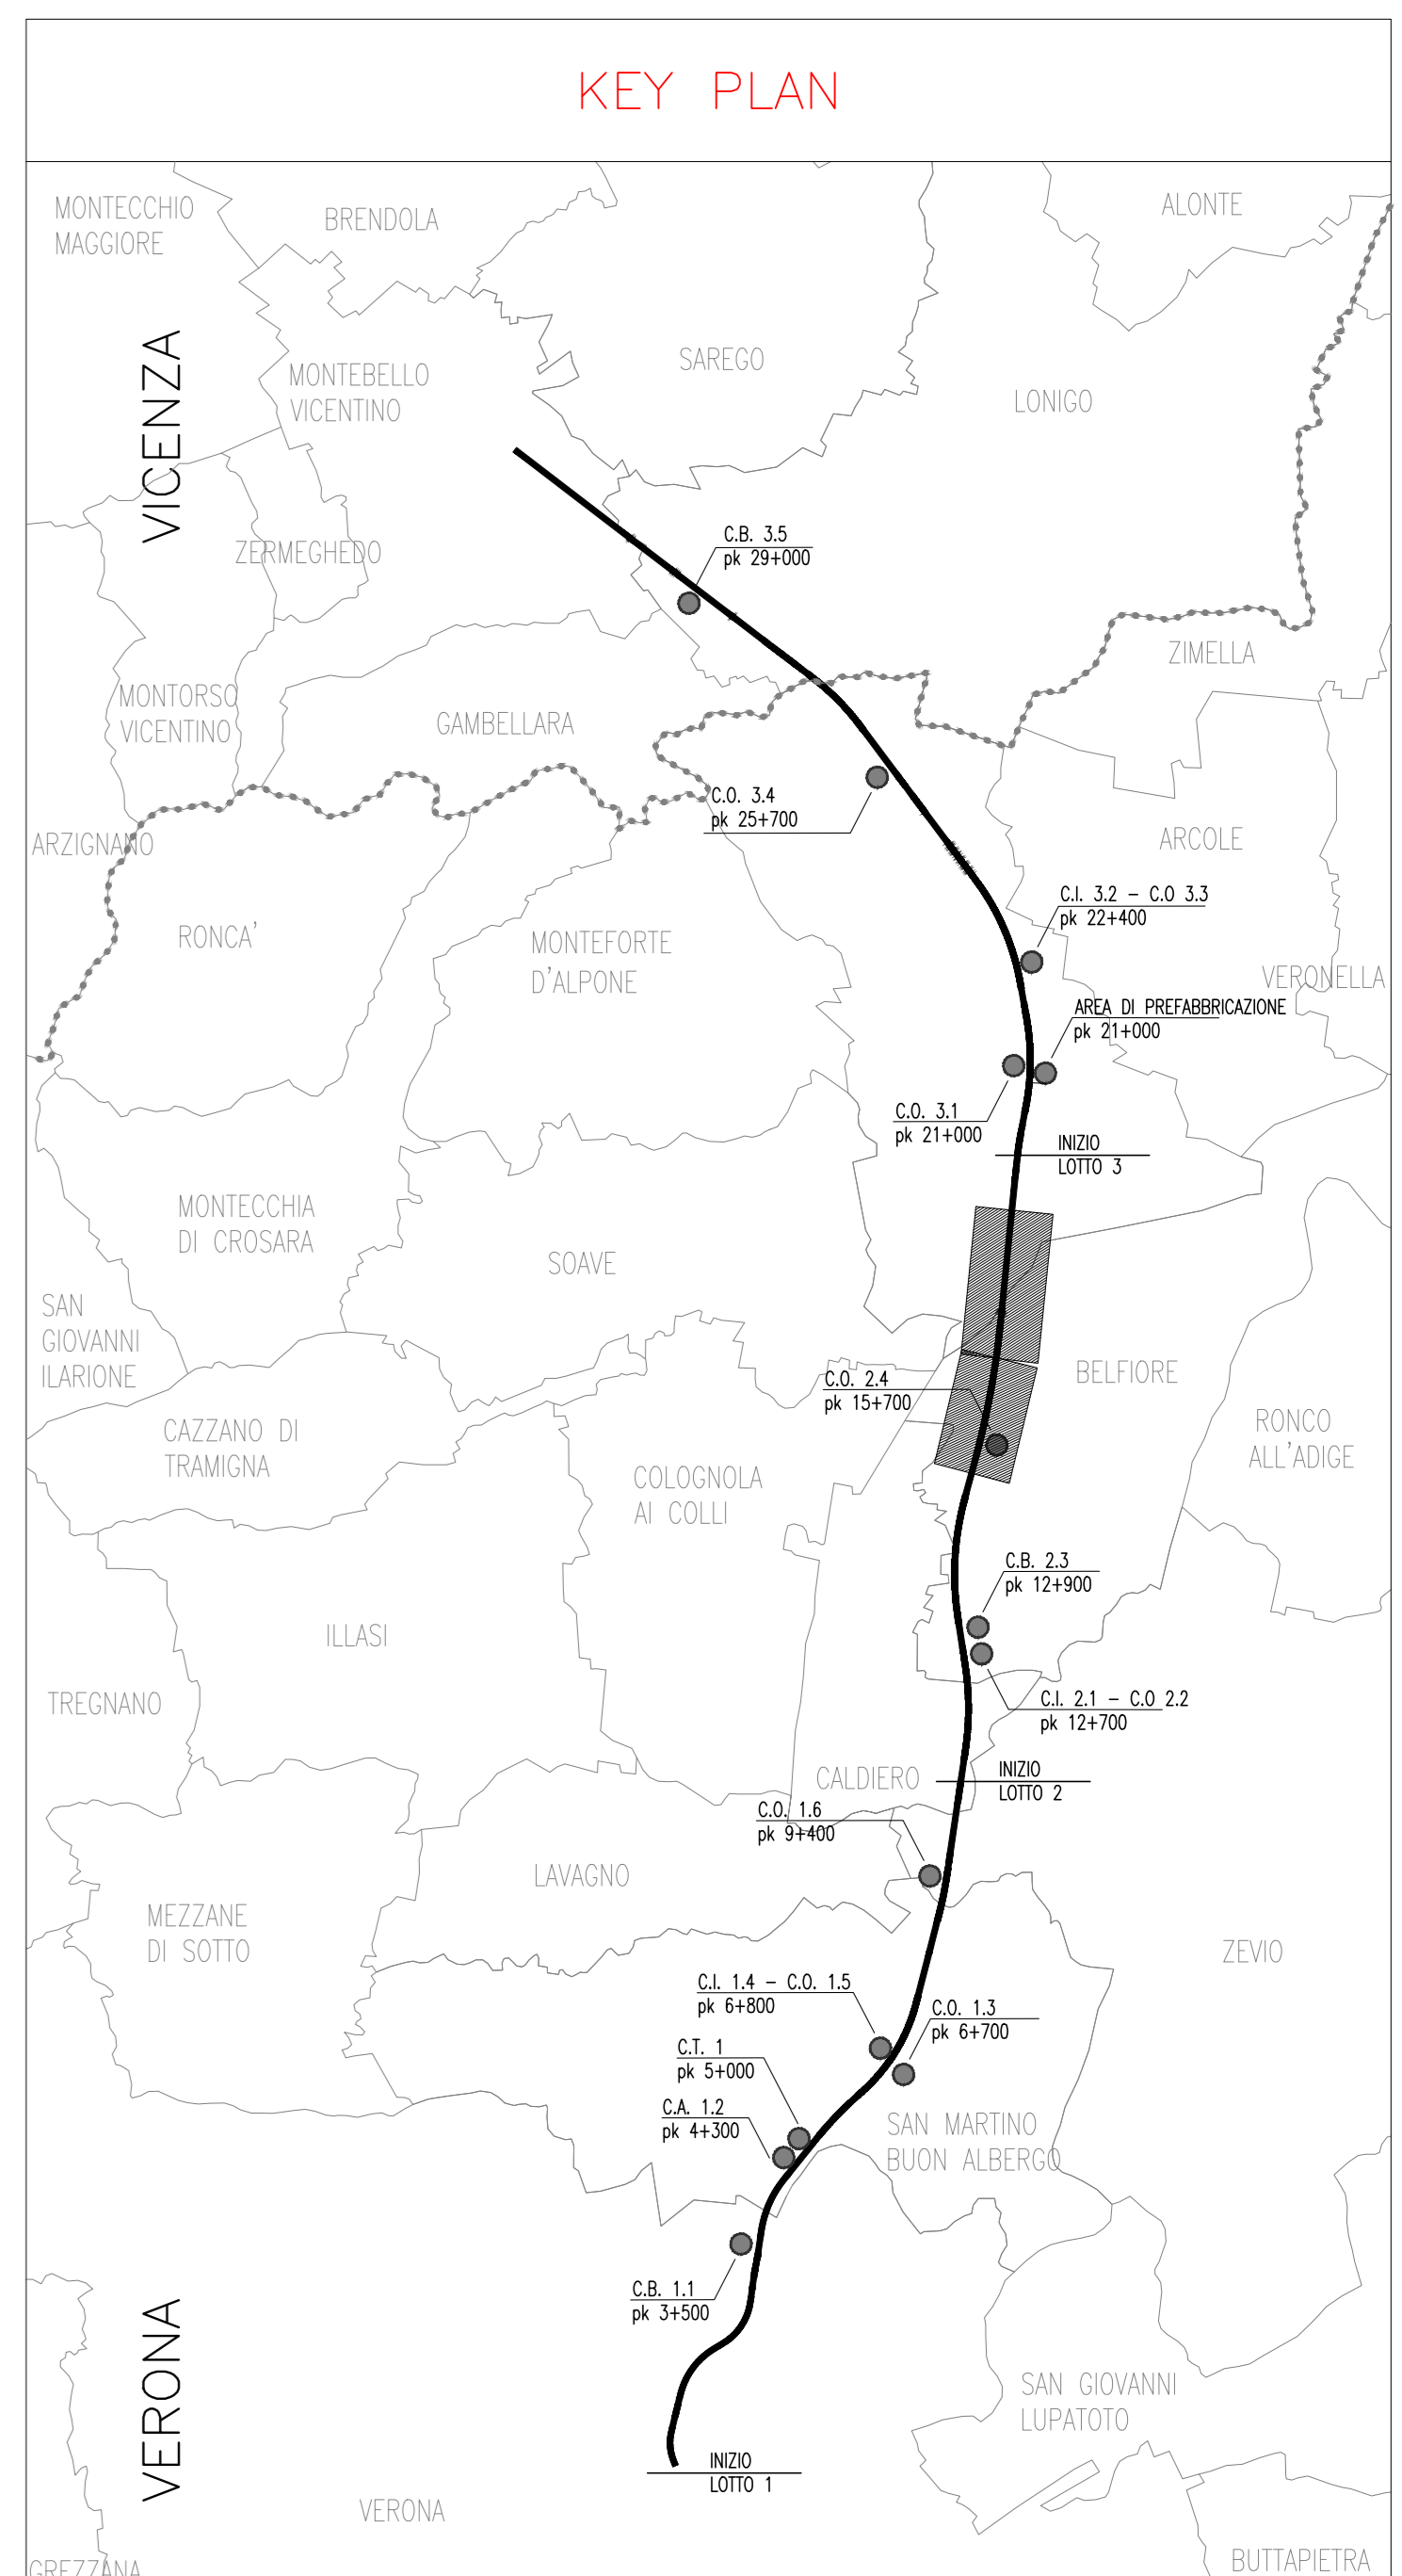 KEY PLAN
MONTECCHIO
MAGGIORE
BRENDOLA
ALONTE
VICENZA
MONTEBELLO
VICENTINO
SAREGO
LONIGO
C.B. 3.5
pk 29+000
ZERMEGHEDO
ZIMELLA
MONTORSO
VICENTINO
GAMBELLARA
C.O. 3.4
pk 25+700
ARZIGNANO
ARCOLE
C.I. 3.2 - C.O 3.3
pk 22+400
RONCA'
MONTEFORTE
D'ALPONE
VERONELLA
AREA DI PREFABBRICAZIONE
pk 21+000
C.O. 3.1
pk 21+000
INIZIO
LOTTO 3
MONTECCHIA
DI CROSARA
SOAVE
SAN
GIOVANNI
ILARIONE
C.O. 2.4
pk 15+700
BELFIORE
CAZZANO DI
TRAMIGNA
RONCO
ALL'ADIGE
COLOGNOLA
AI COLLI
C.B. 2.3
pk 12+900
ILLASI
TREGNANO
C.I. 2.1 - C.O 2.2
pk 12+700
CALDIERO
INIZIO
LOTTO 2
C.O. 1.6
pk 9+400
LAVAGNO
MEZZANE
DI SOTTO
ZEVIO
C.I. 1.4 - C.O. 1.5
pk 6+800
C.O. 1.3
pk 6+700
C.T. 1
pk 5+000
C.A. 1.2
pk 4+300
SAN MARTINO
BUON ALBERGO
C.B. 1.1
pk 3+500
VERONA
SAN GIOVANNI
LUPATOTO
INIZIO
LOTTO 1
VERONA
BUTTAPIETRA
GREZZANA